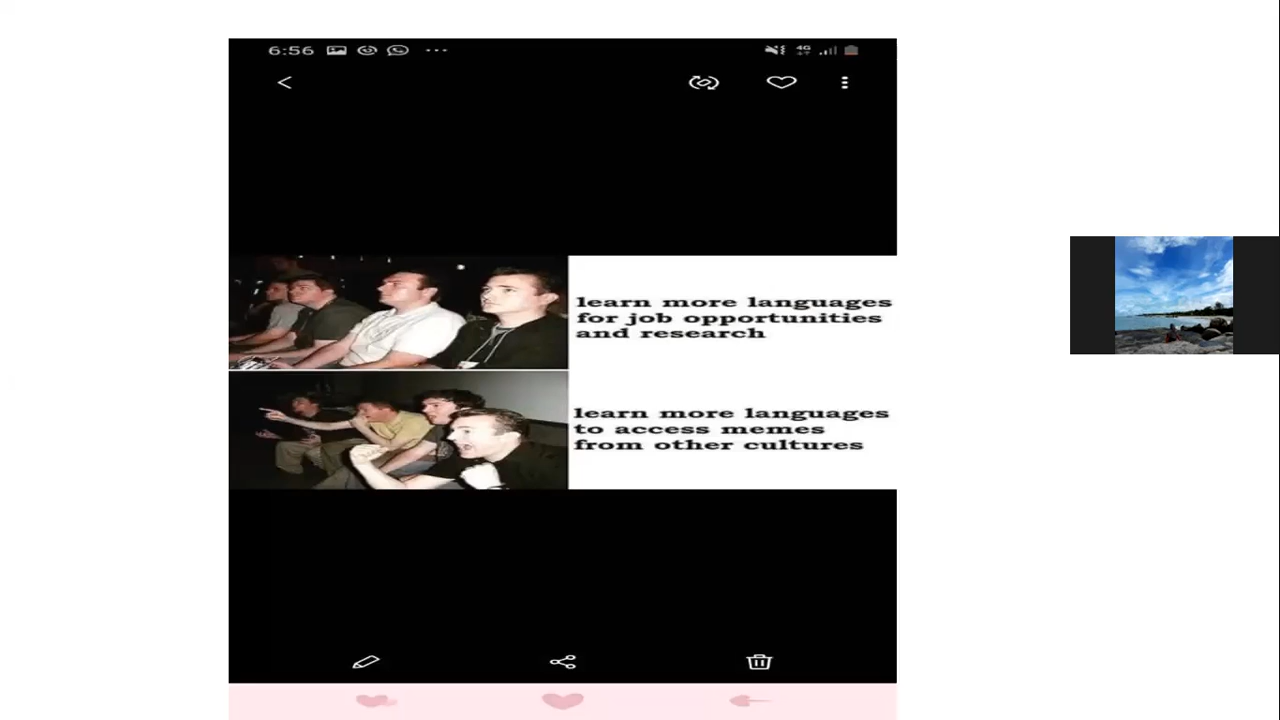 6:56
4G
learn more languages
for job opportunities
and research
learn more languages
to access memes
from other cultures